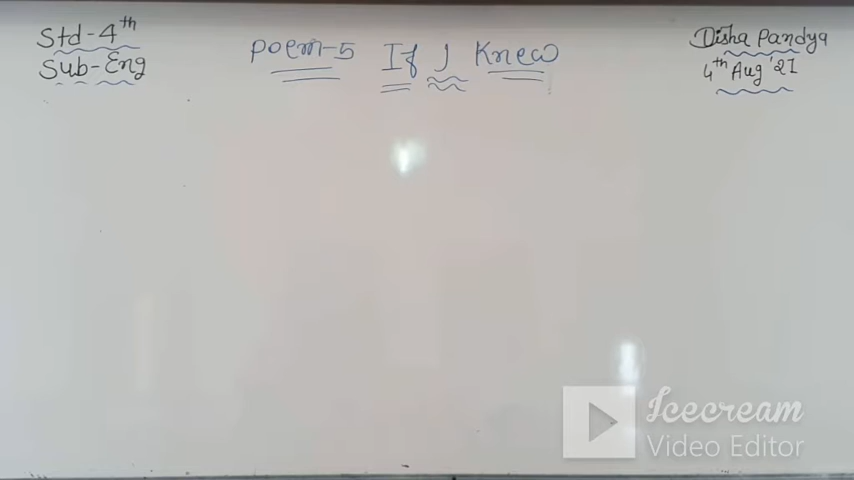 Std-4th
Sub-Eng
Poem-5 If I Knew
Disha Pandya
4th Aug '21
Icecream
Video Editor